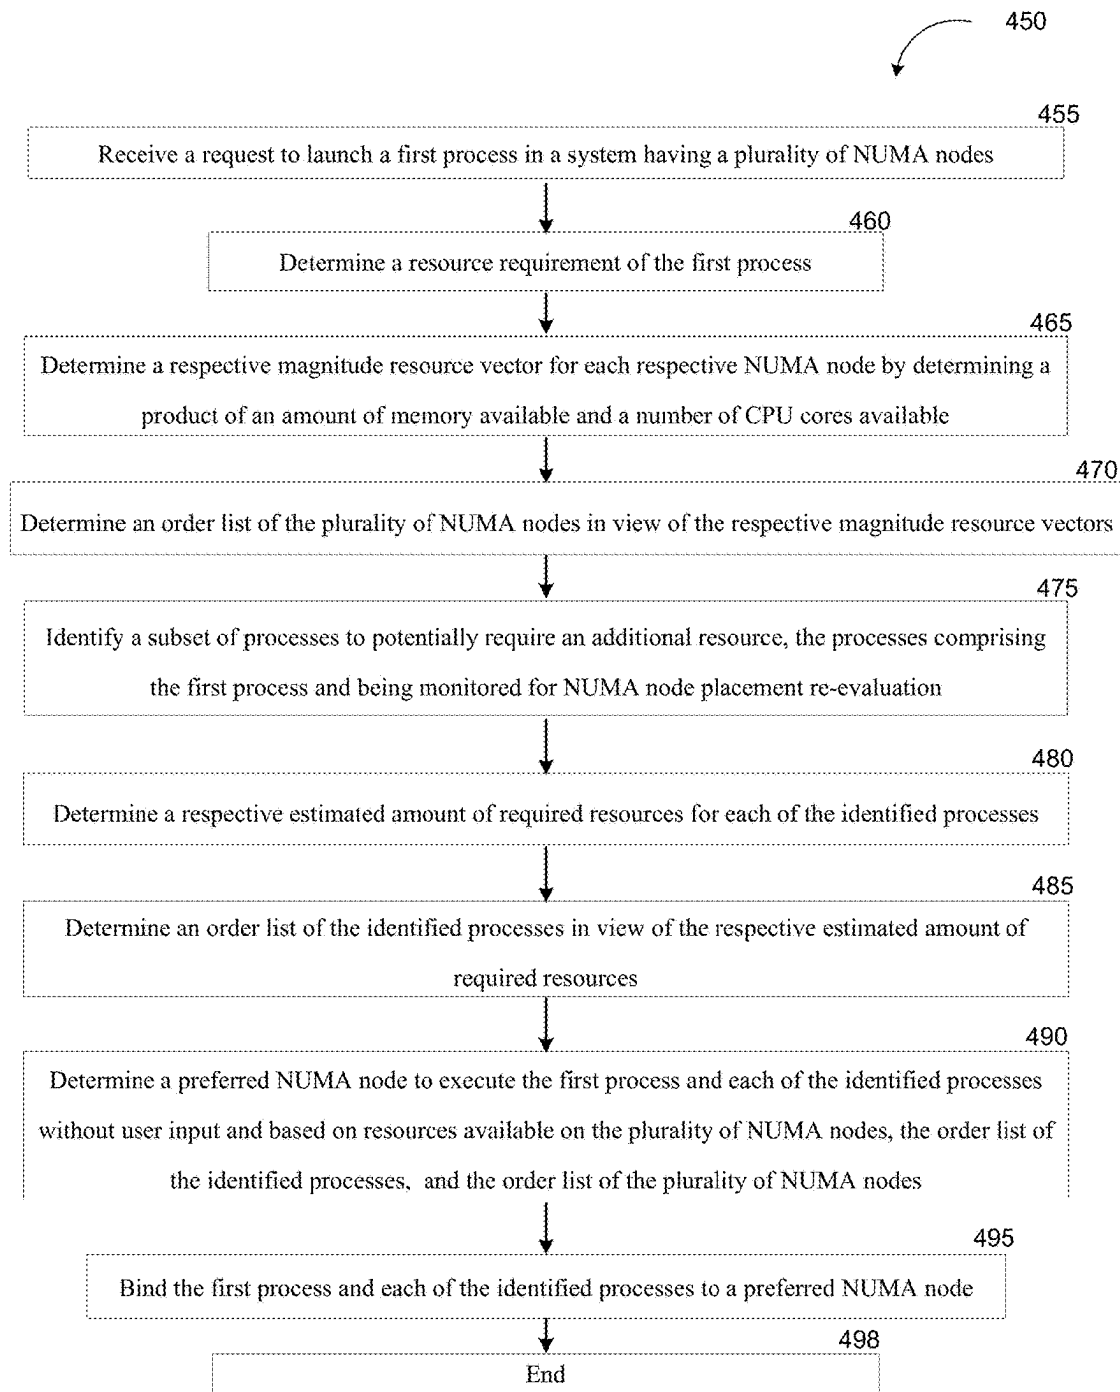 450
455
Receive a request to launch a first process in a system having a plurality of NUMA nodes
460
Determine a resource requirement of the first process
465
Determine a respective magnitude resource vector for each respective NUMA node by determining a
product of an amount of memory available and a number of CPU cores available
470
Determine an order list of the plurality of NUMA nodes in view of the respective magnitude resource vectors
475
Identify a subset of processes to potentially require an additional resource, the processes comprising
the first process and being monitored for NUMA node placement re-evaluation
480
Determine a respective estimated amount of required resources for each of the identified processes
485
Determine an order list of the identified processes in view of the respective estimated amount of
required resources
490
Determine a preferred NUMA node to execute the first process and each of the identified processes
without user input and based on resources available on the plurality of NUMA nodes, the order list of
the identified processes, and the order list of the plurality of NUMA nodes
495
Bind the first process and each of the identified processes to a preferred NUMA node
498
End